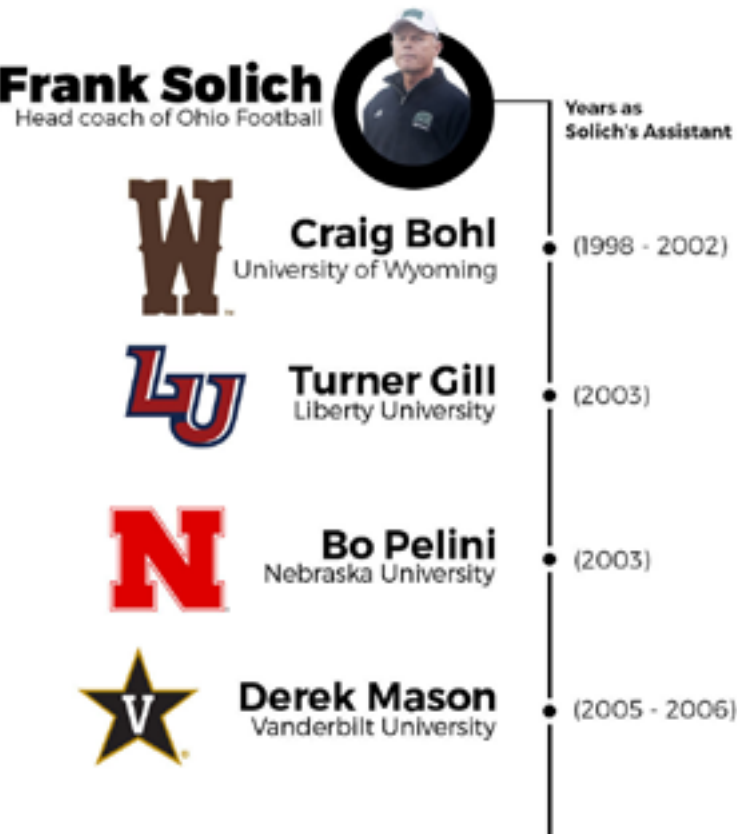 Frank Solich
Head coach of Ohio Football
Years as
Solich's Assistant
W
Craig Bohl
University of Wyoming
(1998 - 2002)
LU
Turner Gill
Liberty University
(2003)
N
Bo Pelini
Nebraska University
(2003)
V
Derek Mason
Vanderbilt University
(2005 - 2006)